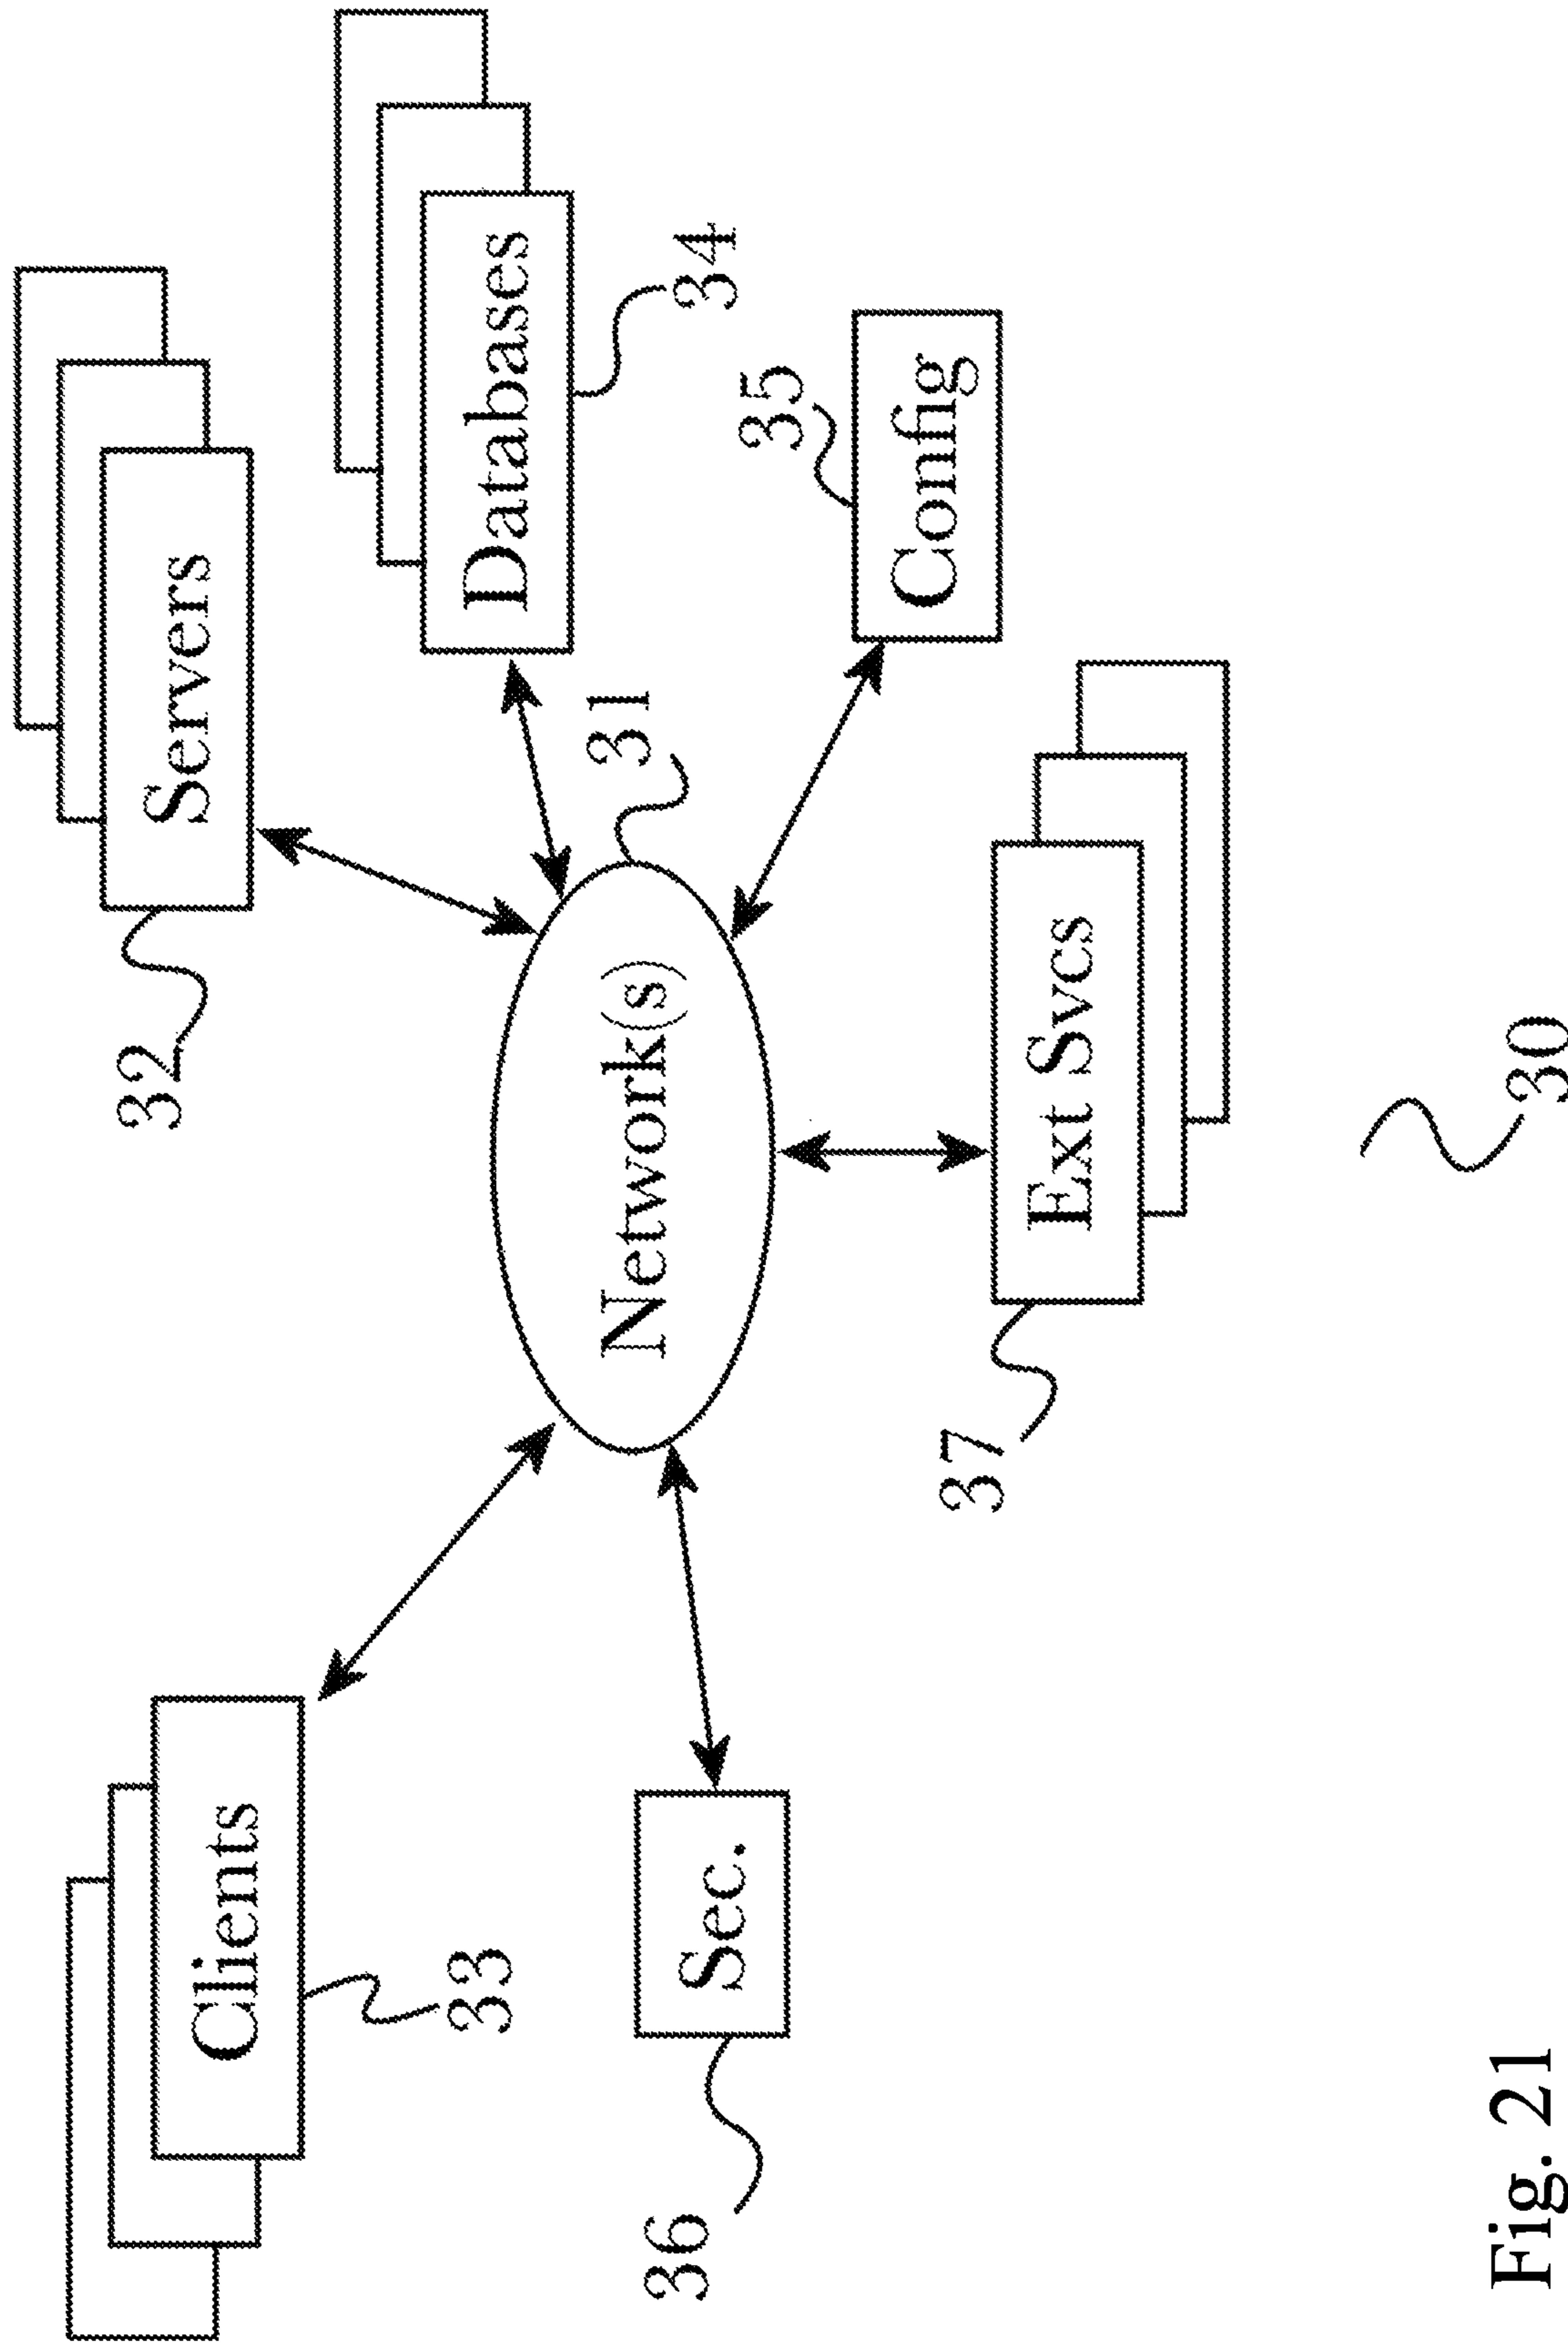 Clients
Servers
32
33
Databases
34
Network(s)
31
Sec.
36
Config
35
Ext Svcs
37
30
Fig. 21